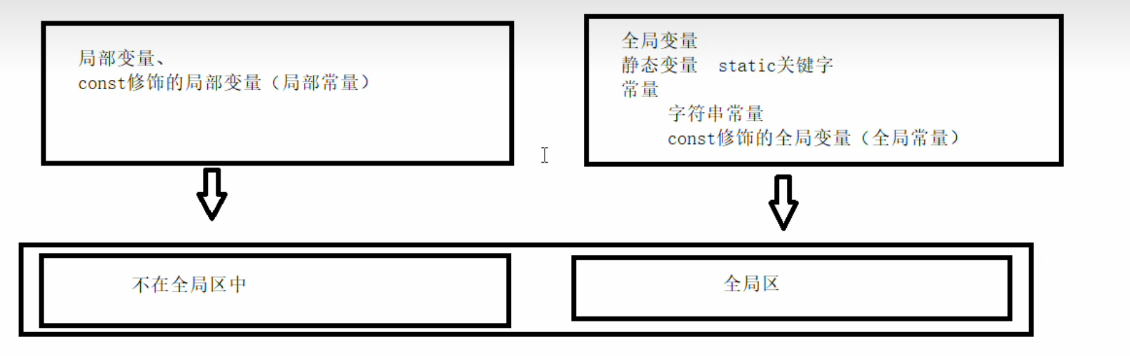 局部变量、
const修饰的局部变量（局部常量）
全局变量
静态变量 static关键字
常量
字符串常量
const修饰的全局变量（全局常量）
不在全局区中
全局区